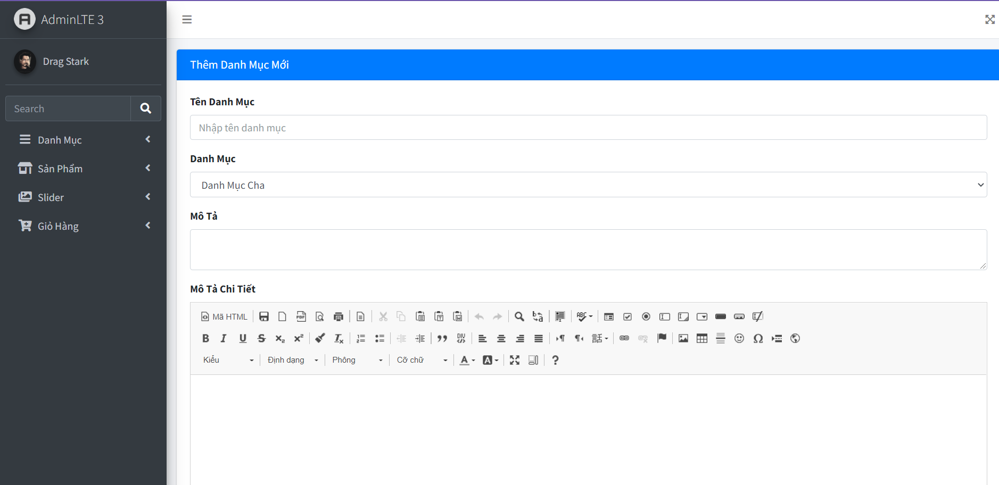 AdminLTE 3
Drag Stark
Search
Danh Mục
Sản Phẩm
Slider
Giỏ Hàng
Thêm Danh Mục Mới
Tên Danh Mục
Nhập tên danh mục
Danh Mục
Danh Mục Cha
Mô Tả
Mô Tả Chi Tiết
Mã HTML
Kiểu Định dạng Phông Cỡ chữ